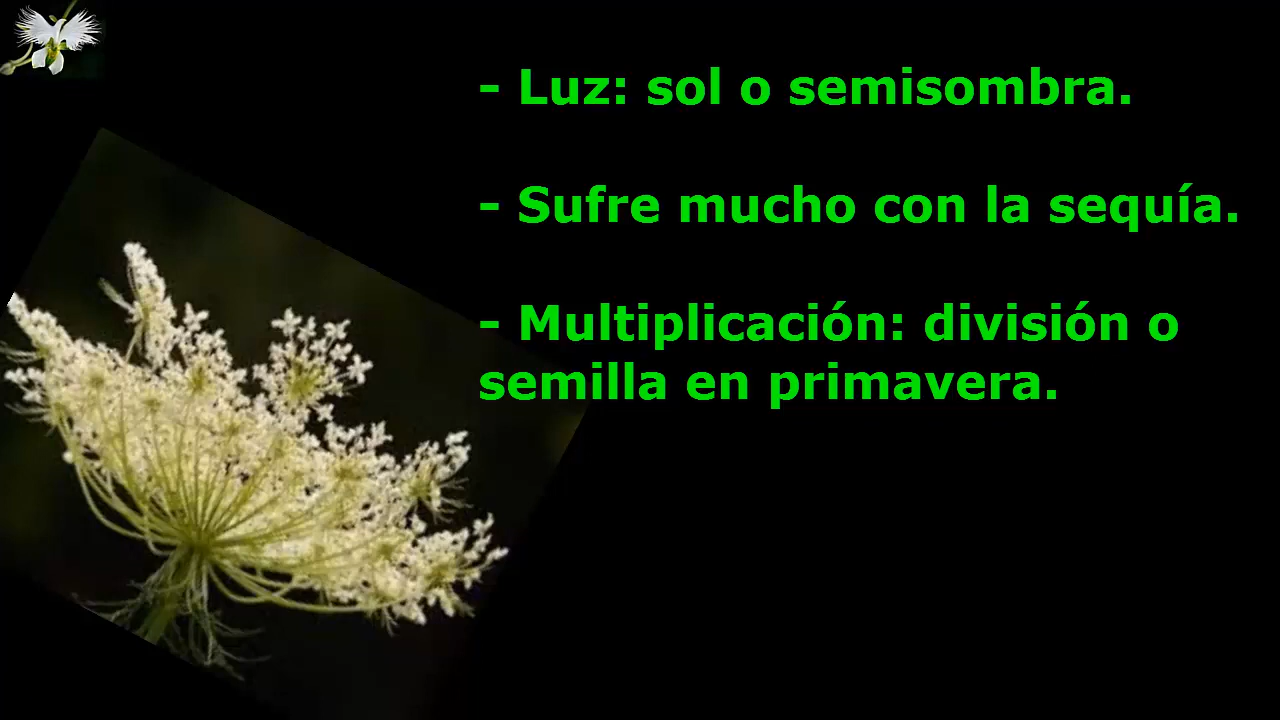 - Luz: sol o semisombra.
- Sufre mucho con la sequía.
- Multiplicación: división o
semilla en primavera.